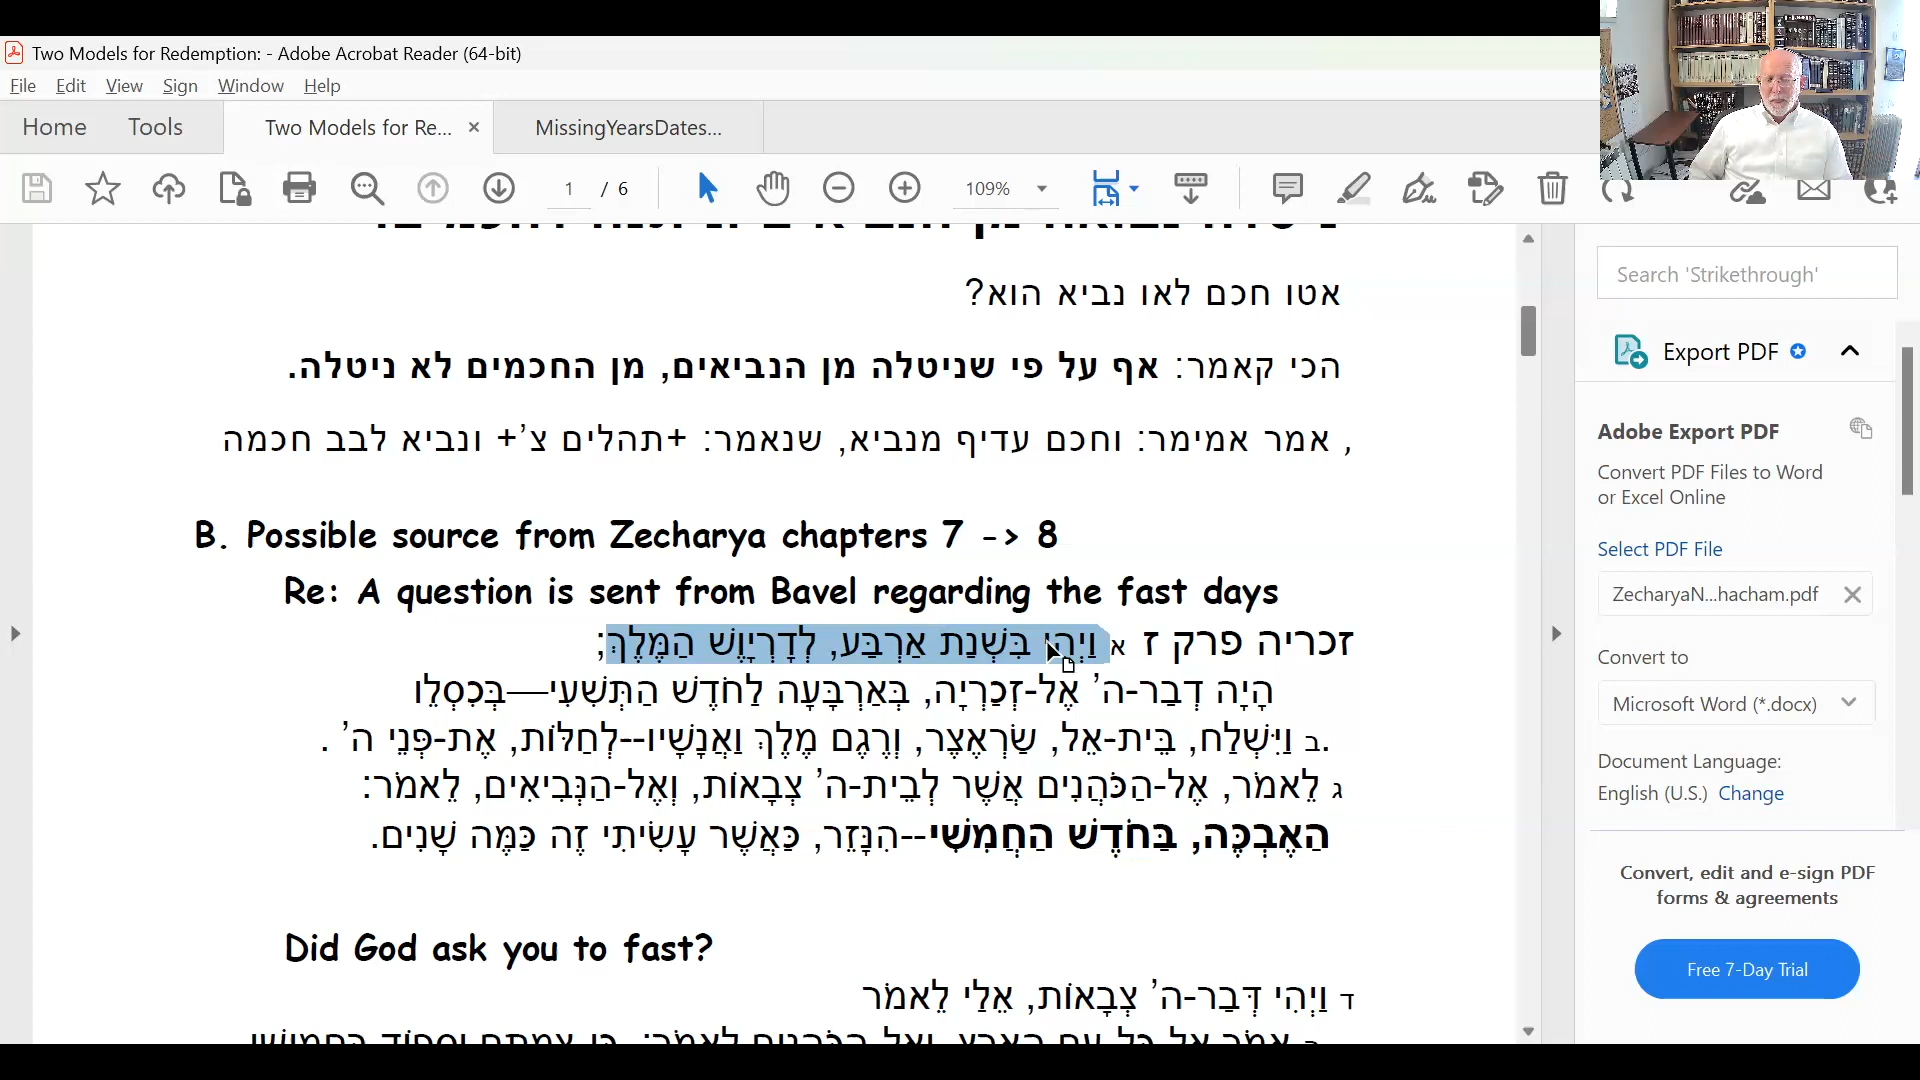 Two Models for Redemption: - Adobe Acrobat Reader (64-bit)
File Edit View Sign Window Help
Home Tools Two Models for Re... × MissingYearsDates...
1 / 6 109%
אטו חכם לאו נביא הוא?
הכי קאמר: אף על פי שניטלה מן הנביאים, מן החכמים לא ניטלה.
, אמר אמימר: וחכם עדיף מנביא, שנאמר: +תהלים צ'+ ונביא לבב חכמה
B. Possible source from Zecharya chapters 7 -> 8
Re: A question is sent from Bavel regarding the fast days
זכריה פרק ז א וַיְהִי בִּשְׁנַת אַרְבַּע, לְדָרְיָוֶשׁ הַמֶּלֶךְ;
הָיָה דְבַר-ה' אֶל-זְכַרְיָה, בְּאַרְבָּעָה לַחֹדֶשׁ הַתְּשִׁעִי—בְּכִסְלֵו
.ב וַיִּשְׁלַח, בֵּית-אֵל, שַׂרְאֶצֶר, וְרֶגֶם מֶלֶךְ וַאֲנָשָׁיו--לְחַלּוֹת, אֶת-פְּנֵי ה' .
ג לֵאמֹר, אֶל-הַכֹּהֲנִים אֲשֶׁר לְבֵית-ה' צְבָאוֹת, וְאֶל-הַנְּבִיאִים, לֵאמֹר:
הַאֶבְכֶּה, בַּחֹדֶשׁ הַחֲמִשִׁי--הִנָּזֵר, כַּאֲשֶׁר עָשִׂיתִי זֶה כַּמֶּה שָׁנִים.
Did God ask you to fast?
ד וַיְהִי דְּבַר-ה' צְבָאוֹת, אֵלַי לֵאמֹר
Search 'Strikethrough'
Export PDF
Adobe Export PDF
Convert PDF Files to Word
or Excel Online
Select PDF File
ZecharyaN...hacham.pdf
Convert to
Microsoft Word (*.docx)
Document Language:
English (U.S.) Change
Convert, edit and e-sign PDF
forms & agreements
Free 7-Day Trial